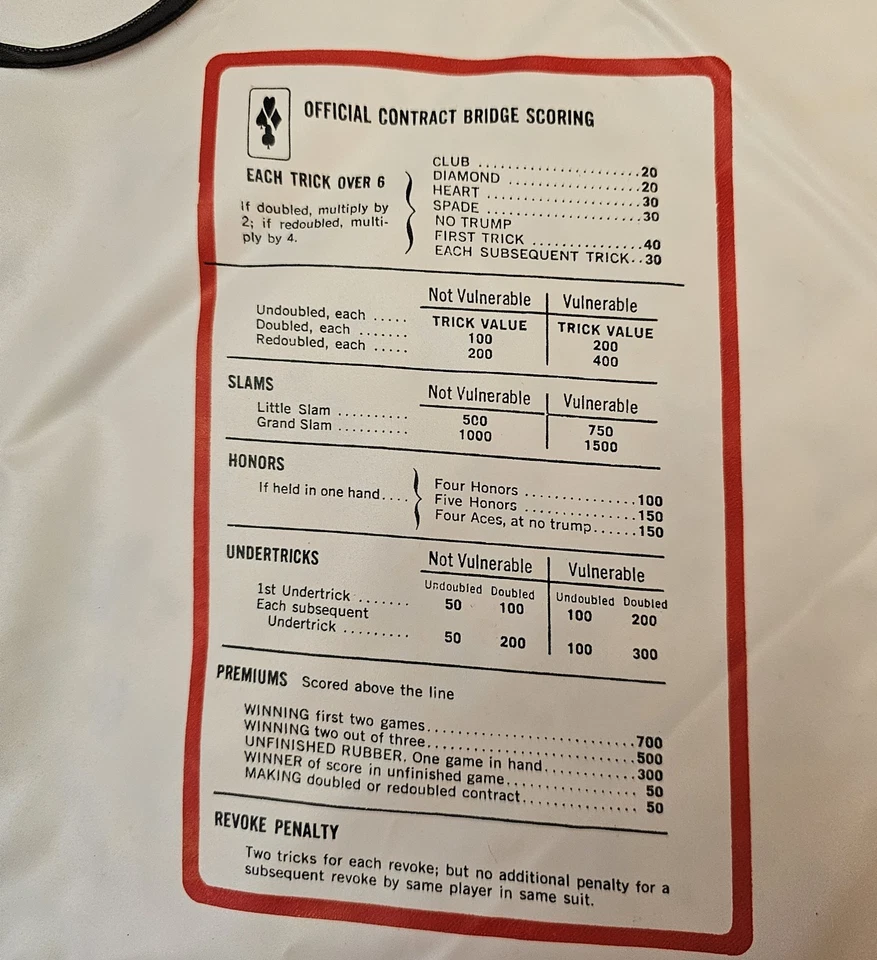 OFFICIAL CONTRACT BRIDGE SCORING
EACH TRICK OVER 6
If doubled, multiply by
2; if redoubled, multi-
ply by 4.
CLUB ........................20
DIAMOND ....................20
HEART ......................30
SPADE ......................30
NO TRUMP
FIRST TRICK ..............40
EACH SUBSEQUENT TRICK..30
Not Vulnerable Vulnerable
TRICK VALUE TRICK VALUE
Undoubled, each .....
Doubled, each ....... 100 200
Redoubled, each ..... 200 400
SLAMS Not Vulnerable Vulnerable
Little Slam .......... 500 750
Grand Slam .......... 1000 1500
HONORS
If held in one hand....
Four Honors ..............100
Five Honors ..............150
Four Aces, at no trump......150
UNDERTRICKS Not Vulnerable Vulnerable
Undoubled Doubled Undoubled Doubled
1st Undertrick ....... 50 100 100 200
Each subsequent
Undertrick ......... 50 200 100 300
PREMIUMS Scored above the line
WINNING first two games..........................700
WINNING two out of three..........................500
UNFINISHED RUBBER. One game in hand...........300
WINNER of score in unfinished game................ 50
MAKING doubled or redoubled contract.............. 50
REVOKE PENALTY
Two tricks for each revoke; but no additional penalty for a
subsequent revoke by same player in same suit.